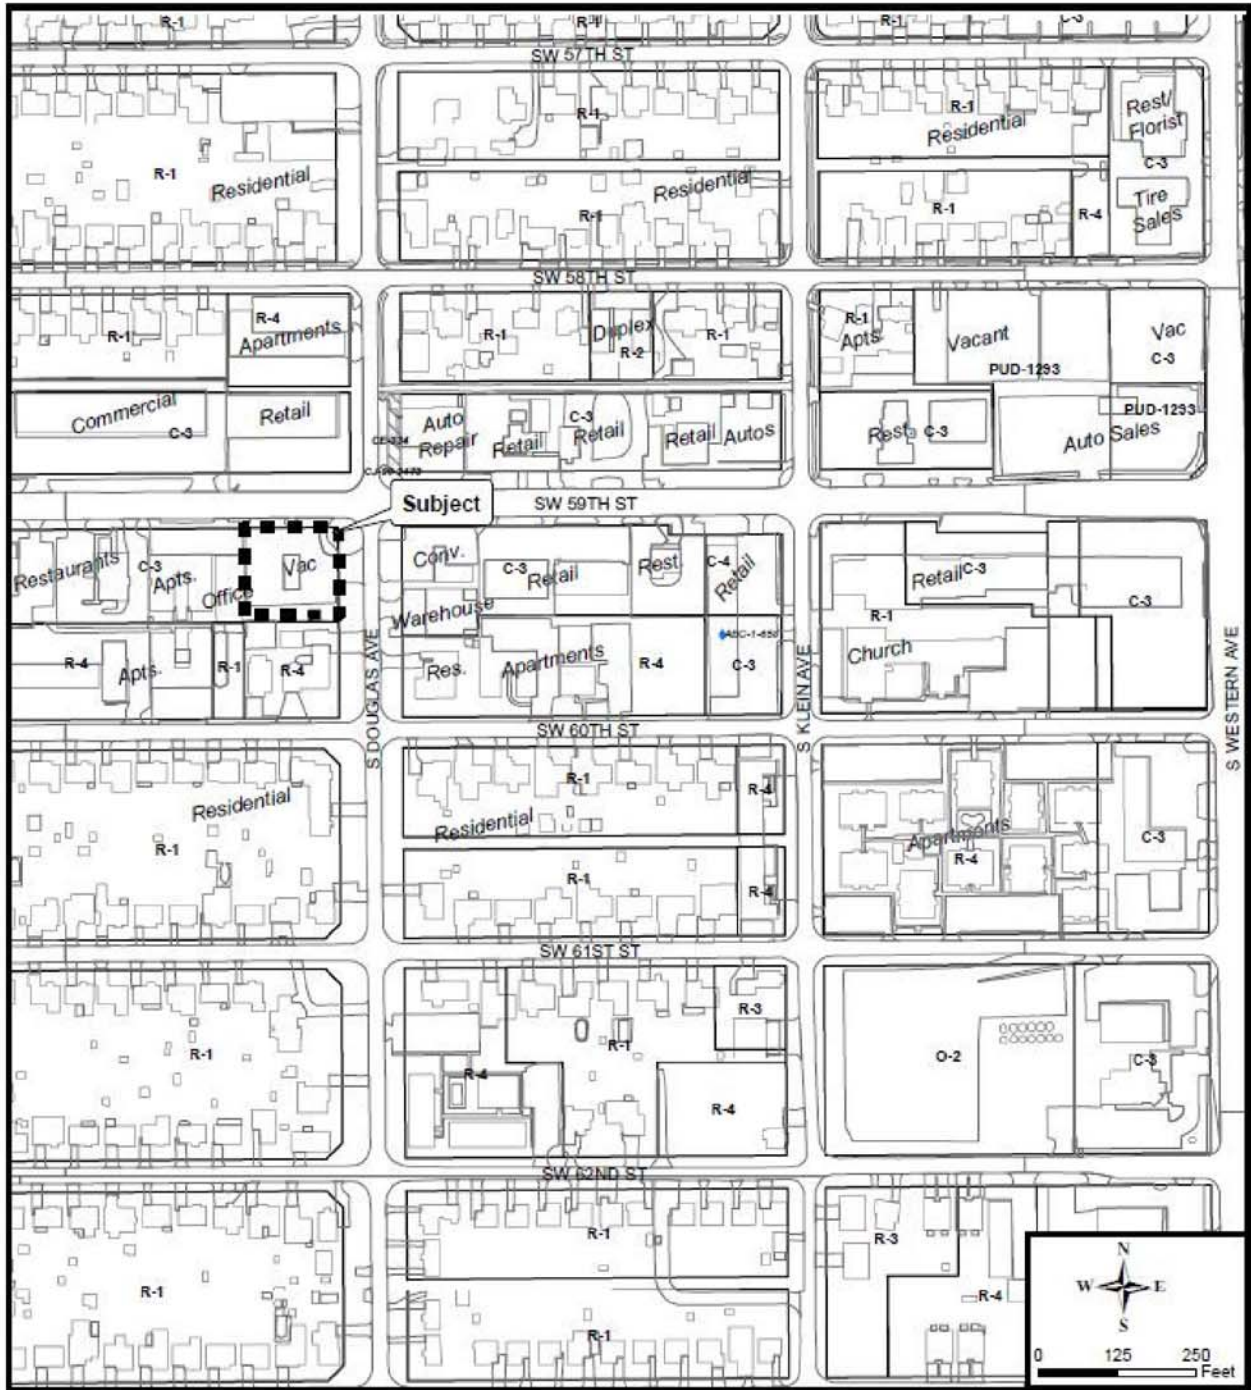 R-1
R-1
C-3
SW 57TH ST
R-1
Residential
R-1
Residential
R-1
R-1
Residential
R-1
R-4
Rest/
Florist
C-3
Tire
Sales
SW 58TH ST
R-1
R-4
Apartments
Commercial
C-3
Retail
R-1
Duplex
R-2
R-1
R-1
Apts.
Vacant
PUD-1293
Vac
C-3
PUD-1293
Auto
Repair
Retail
C-3
Retail
Retail
Autos
Rest.
C-3
Auto Sales
CE-334
Subject
SW 59TH ST
Restaurants
C-3
Apts.
Office
Vac
Conv.
C-3
Retail
Rest.
C-4
Retail
Retail
C-3
C-3
Warehouse
R-1
R-4
Apts.
R-1
R-4
S DOUGLAS AVE
Res.
Apartments
R-4
ABC-1-658
C-3
S KLEIN AVE
Church
S WESTERN AVE
SW 60TH ST
Residential
R-1
R-1
Residential
R-4
R-1
R-4
Apartments
R-4
C-3
SW 61ST ST
R-1
R-4
R-1
R-3
R-4
O-2
C-3
SW 62ND ST
R-1
R-1
R-1
R-3
R-4
N
W E
S
0 125 250
Feet